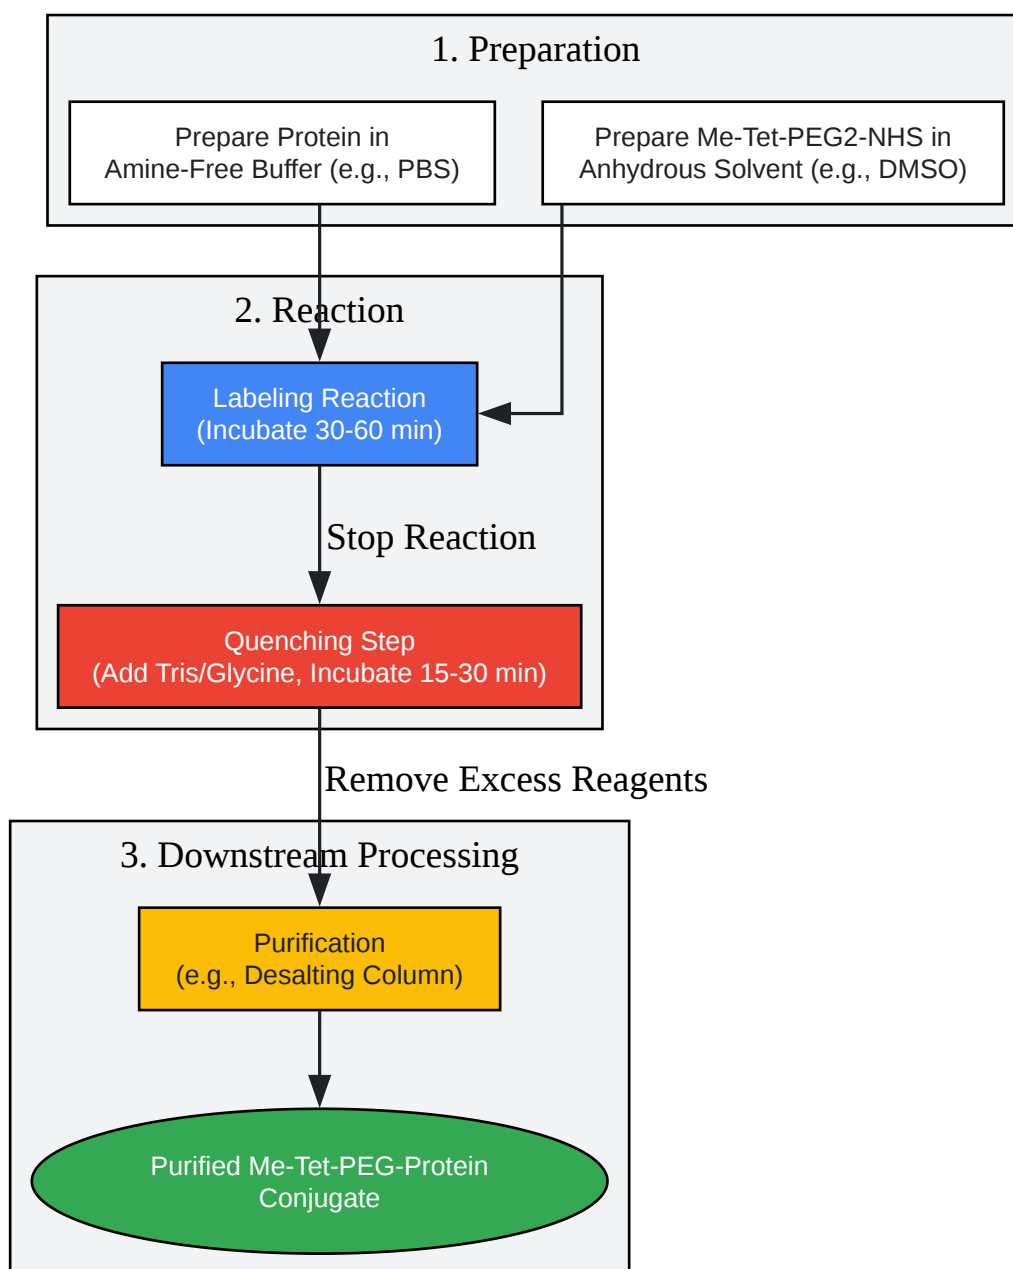 1. Preparation
Prepare Protein in
Amine-Free Buffer (e.g., PBS)
Prepare Me-Tet-PEG2-NHS in
Anhydrous Solvent (e.g., DMSO)
2. Reaction
Labeling Reaction
(Incubate 30-60 min)
Stop Reaction
Quenching Step
(Add Tris/Glycine, Incubate 15-30 min)
Remove Excess Reagents
3. Downstream Processing
Purification
(e.g., Desalting Column)
Purified Me-Tet-PEG-Protein
Conjugate